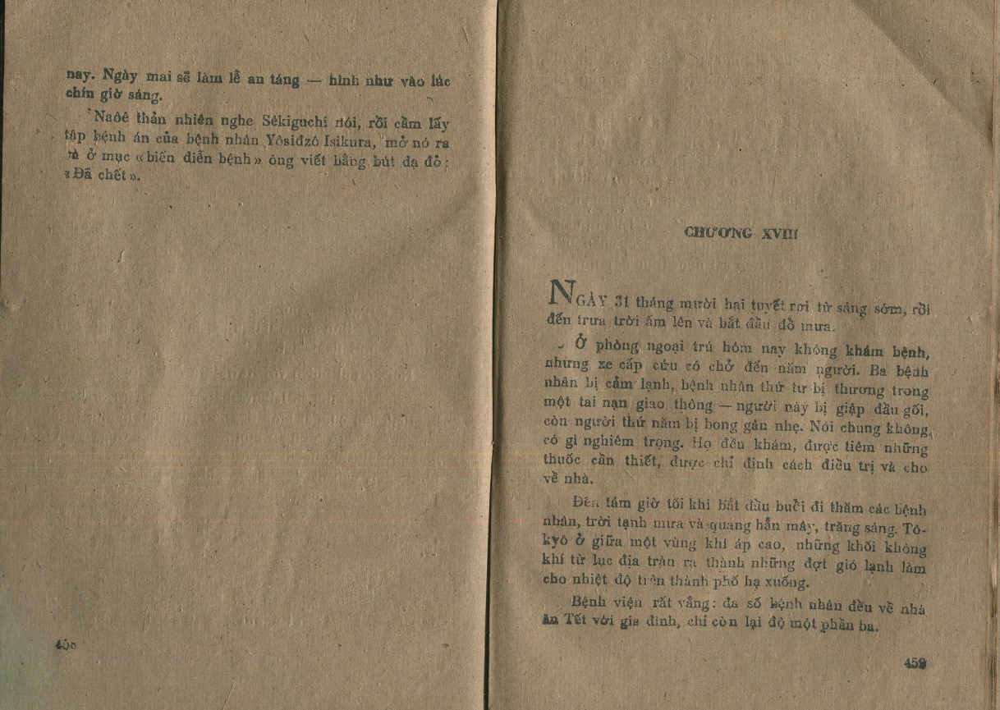 nay. Ngày mai sẽ làm lễ an táng — hình như vào lúc
chín giờ sáng.
Naôê thản nhiên nghe Sêkiguchi nói, rồi cầm lấy
tập bệnh án của bệnh nhân Yôsiđzó Isikura, mở nó ra
và ở mục «biến diễn bệnh» ông viết bằng bút dạ đỏ:
«Đã chết».
CHƯƠNG XVIII
NGÀY 31 tháng mười hai tuyết rơi từ sáng sớm, rồi
đến trưa trời ấm lên và bắt đầu đổ mưa.
Ở phòng ngoại trú hôm nay không khám bệnh,
nhưng xe cấp cứu có chở đến năm người. Ba bệnh
nhân bị cảm lạnh, bệnh nhân thứ tư bị thương trong
một tai nạn giao thông — người này bị giập đầu gối,
còn người thứ năm bị bong gân nhẹ. Nói chung không
có gì nghiêm trọng. Họ đều khám, được tiêm những
thuốc cần thiết, được chỉ định cách điều trị và cho
về nhà.
Đến tám giờ tối khi bắt đầu buổi đi thăm các bệnh
nhân, trời tạnh mưa và quang hẳn mây, trăng sáng. Tô-
kyô ở giữa một vùng khí áp cao, những khối không
khí từ lục địa tràn ra thành những đợt gió lạnh làm
cho nhiệt độ trên thành phố hạ xuống.
Bệnh viện rất vắng: đa số bệnh nhân đều về nhà
ăn Tết với gia đình, chỉ còn lại độ một phần ba.
459